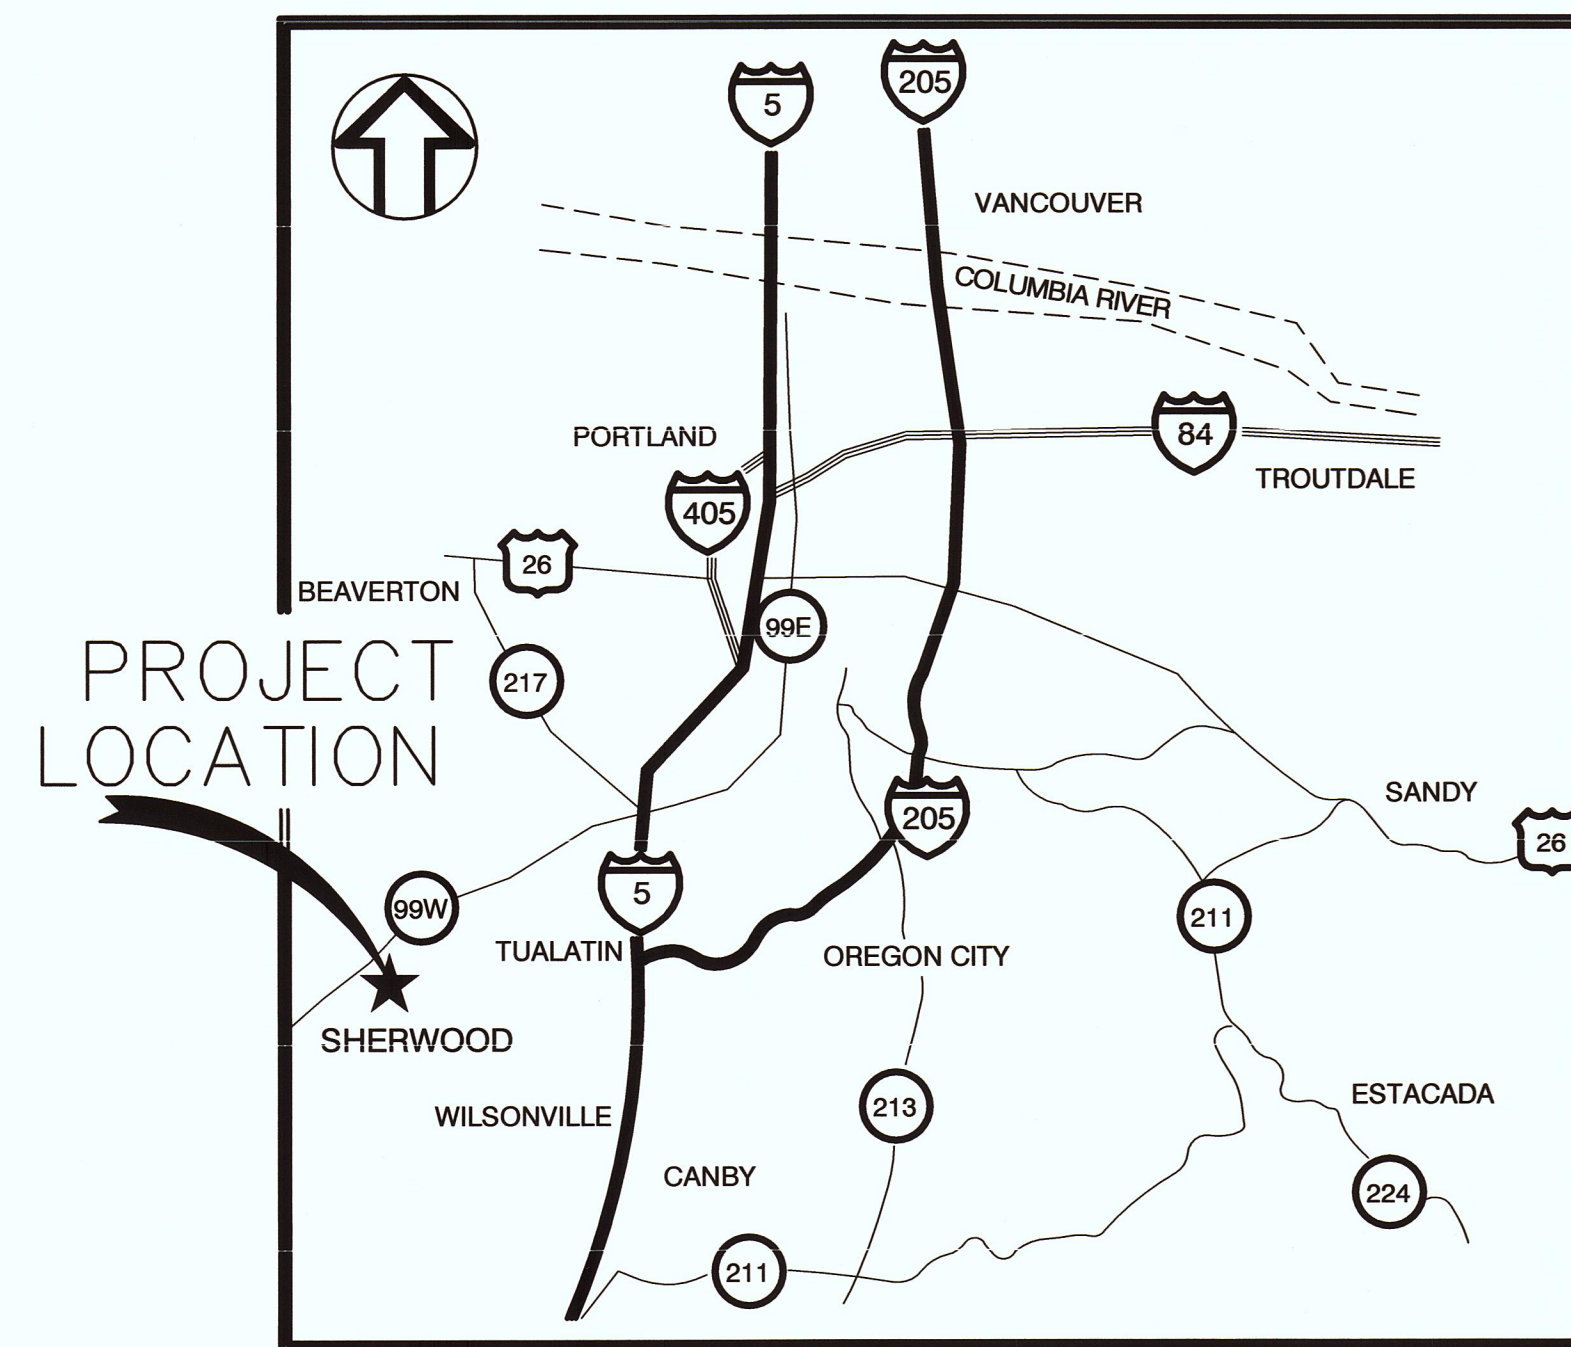 205
5
VANCOUVER
COLUMBIA RIVER
PORTLAND
84
TROUTDALE
405
26
BEAVERTON
99E
PROJECT
LOCATION
217
SANDY
205
26
5
99W
211
TUALATIN
OREGON CITY
SHERWOOD
213
ESTACADA
WILSONVILLE
CANBY
224
211